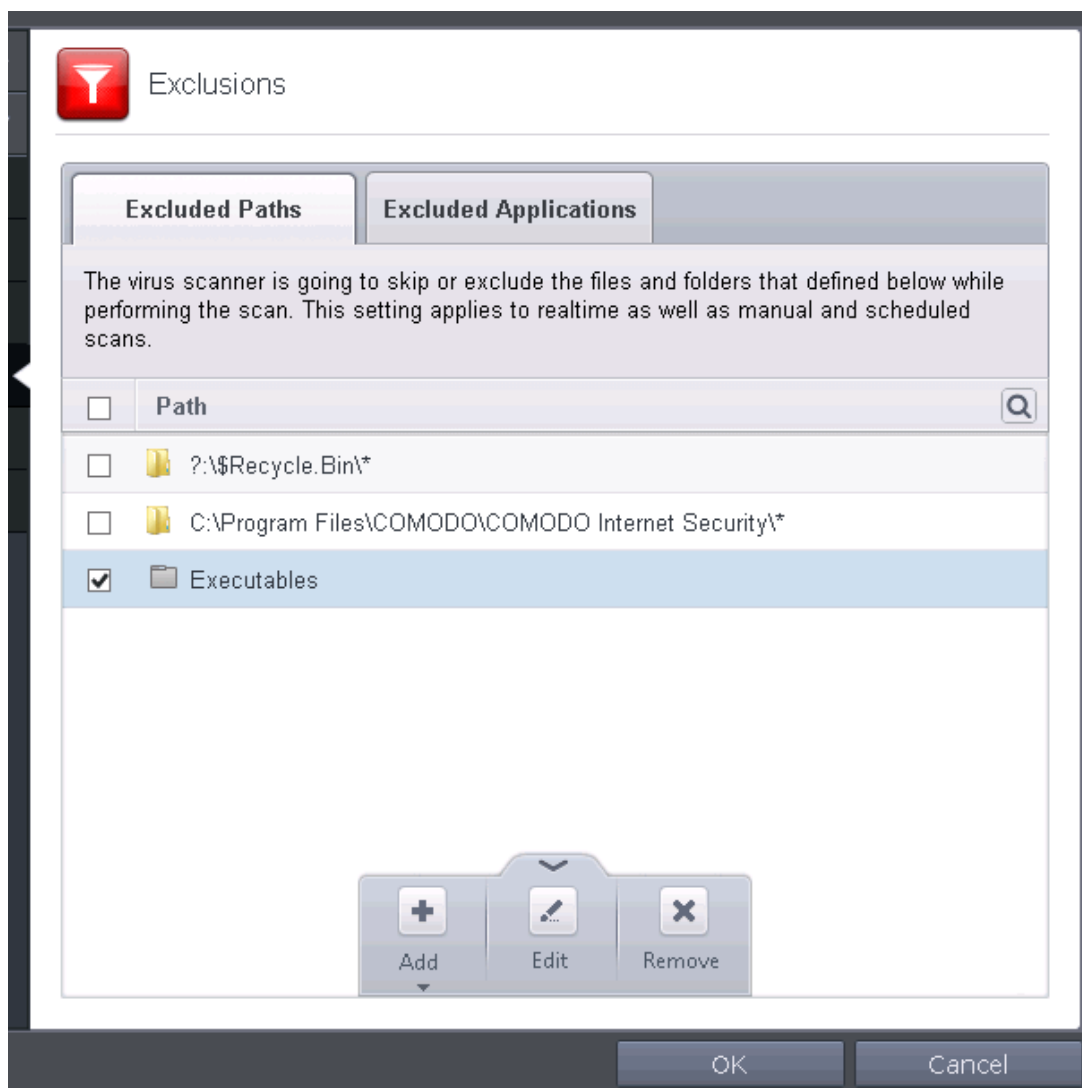 Exclusions
Excluded Paths
Excluded Applications
The virus scanner is going to skip or exclude the files and folders that defined below while
performing the scan. This setting applies to realtime as well as manual and scheduled
scans.
Path
?:\$Recycle.Bin\*
C:\Program Files\COMODO\COMODO Internet Security\*
Executables
Add
Edit
Remove
OK
Cancel